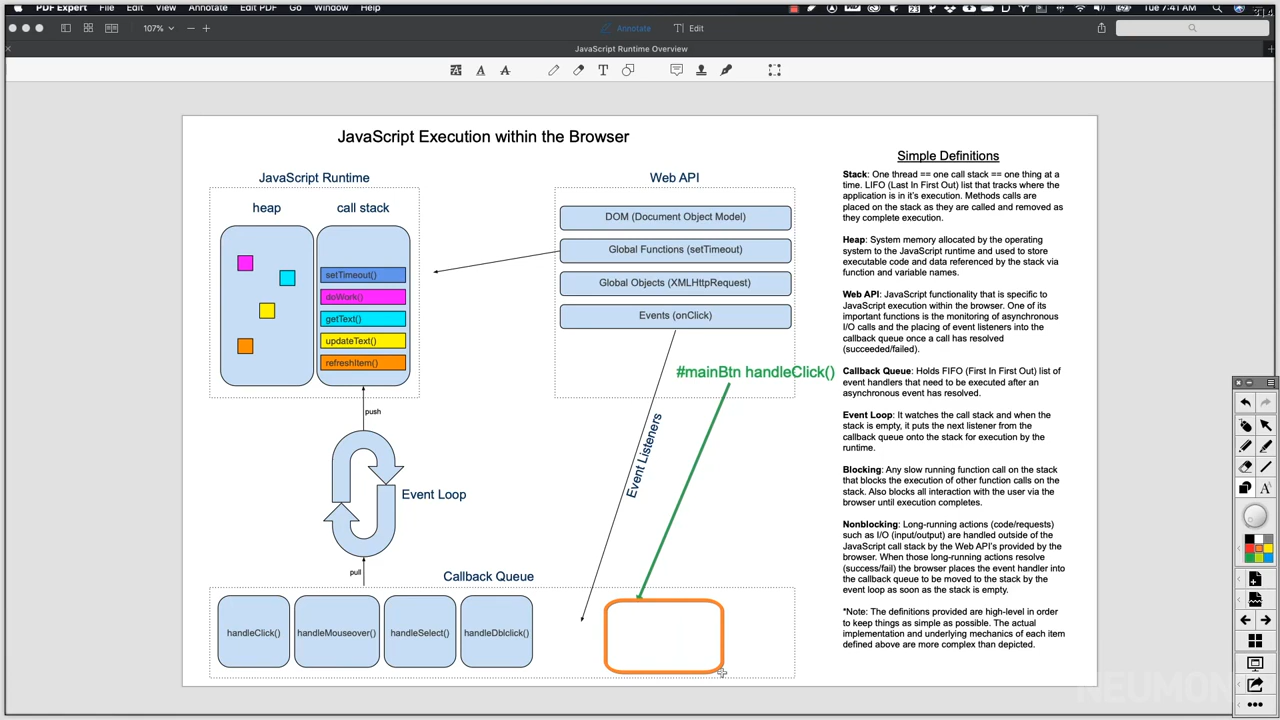 PDF Expert File Edit View Annotate Edit PDF Go Window Help
Tue 7:41 AM
107%
Annotate
Edit
JavaScript Runtime Overview
JavaScript Execution within the Browser
JavaScript Runtime
heap
call stack
setTimeout()
doWork()
getText()
updateText()
refreshItem()
push
Event Loop
pull
Web API
DOM (Document Object Model)
Global Functions (setTimeout)
Global Objects (XMLHttpRequest)
Events (onClick)
#mainBtn handleClick()
Event Listeners
Callback Queue
handleClick()
handleMouseover()
handleSelect()
handleDblclick()
Simple Definitions
Stack: One thread == one call stack == one thing at a
time. LIFO (Last In First Out) list that tracks where the
application is in it's execution. Methods calls are
placed on the stack as they are called and removed as
they complete execution.
Heap: System memory allocated by the operating
system to the JavaScript runtime and used to store
executable code and data referenced by the stack via
function and variable names.
Web API: JavaScript functionality that is specific to
JavaScript execution within the browser. One of its
important functions is the monitoring of asynchronous
I/O calls and the placing of event listeners into the
callback queue once a call has resolved
(succeeded/failed).
Callback Queue: Holds FIFO (First In First Out) list of
event handlers that need to be executed after an
asynchronous event has resolved.
Event Loop: It watches the call stack and when the
stack is empty, it puts the next listener from the
callback queue onto the stack for execution by the
runtime.
Blocking: Any slow running function call on the stack
that blocks the execution of other function calls on the
stack. Also blocks all interaction with the user via the
browser until execution completes.
Nonblocking: Long-running actions (code/requests)
such as I/O (input/output) are handled outside of the
JavaScript call stack by the Web API's provided by the
browser. When those long-running actions resolve
(success/fail) the browser places the event handler into
the callback queue to be moved to the stack by the
event loop as soon as the stack is empty.
*Note: The definitions provided are high-level in order
to keep things as simple as possible. The actual
implementation and underlying mechanics of each item
defined above are more complex than depicted.